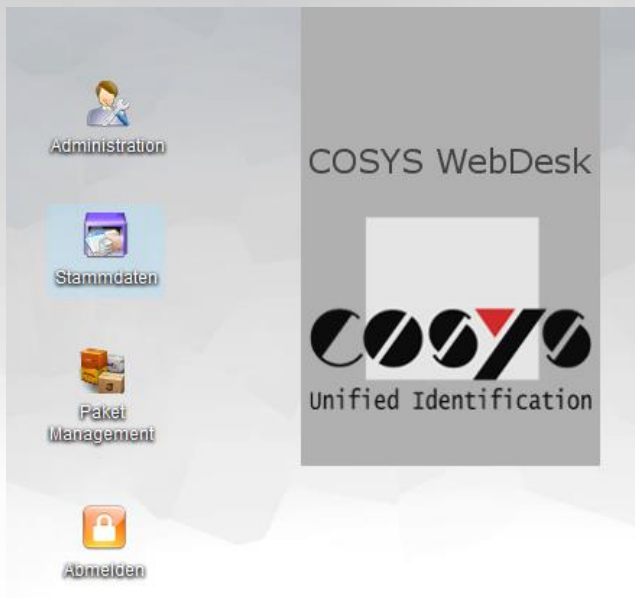 Administration
Stammdaten
Paket
Management
Abmelden
COSYS WebDesk
COSYS
Unified Identification